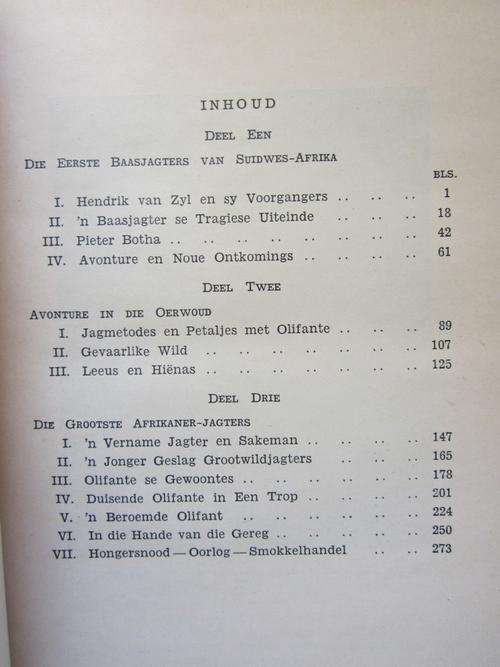 INHOUD
DEEL EEN
DIE EERSTE BAASJAGTERS VAN SUIDWES-AFRIKA
BLS.
I. Hendrik van Zyl en sy Voorgangers .. .. .. 1
II. 'n Baasjagter se Tragiese Uiteinde .. .. .. 18
III. Pieter Botha .. .. .. .. .. .. .. .. 42
IV. Avonture en Noue Ontkomings .. .. .. .. 61
DEEL TWEE
AVONTURE IN DIE OERWOUD
I. Jagmetodes en Petaljes met Olifante .. .. .. 89
II. Gevaarlike Wild .. .. .. .. .. .. .. 107
III. Leeus en Hiënas .. .. .. .. .. .. .. 125
DEEL DRIE
DIE GROOTSTE AFRIKANER-JAGTERS
I. 'n Vername Jagter en Sakeman .. .. .. .. 147
II. 'n Jonger Geslag Grootwildjagters .. .. .. 165
III. Olifante se Gewoontes .. .. .. .. .. .. 178
IV. Duisende Olifante in Een Trop .. .. .. .. 201
V. 'n Beroemde Olifant .. .. .. .. .. .. 224
VI. In die Hande van die Gereg .. .. .. .. .. 250
VII. Hongersnood — Oorlog — Smokkelhandel .. .. 273